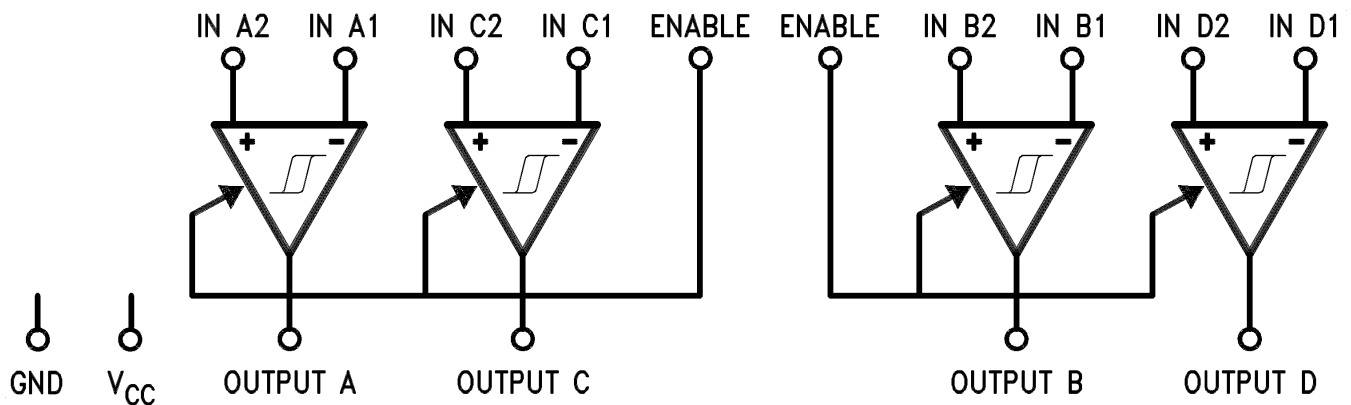 IN A2 IN A1 IN C2 IN C1 ENABLE ENABLE IN B2 IN B1 IN D2 IN D1
+ − + − + − + −
GND VCC OUTPUT A OUTPUT C OUTPUT B OUTPUT D